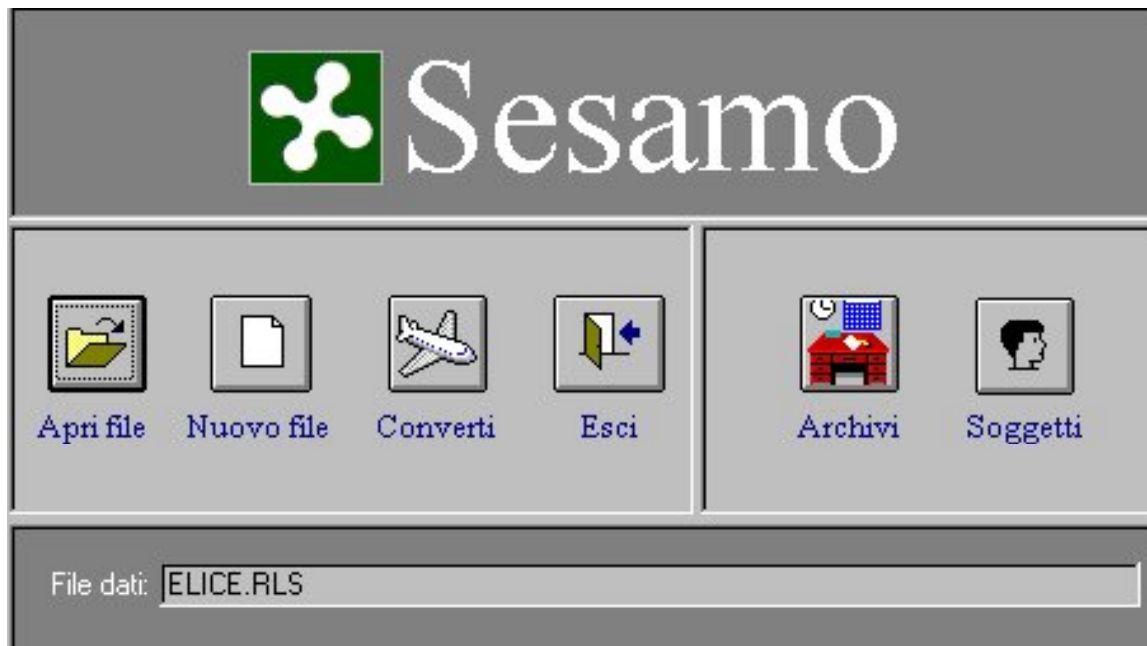 Sesamo
Apri file
Nuovo file
Converti
Esci
Archivi
Soggetti
File dati: ELICE.RLS